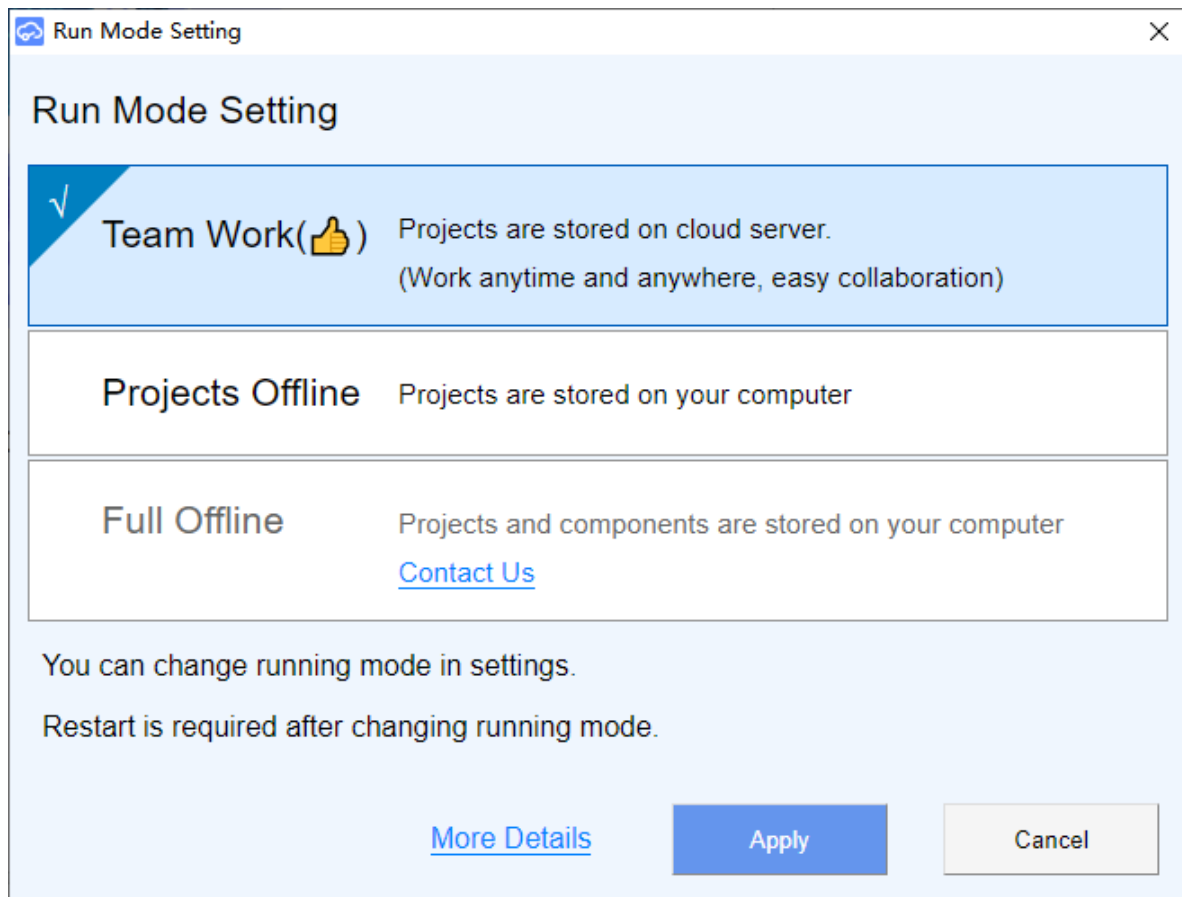 Run Mode Setting
Run Mode Setting
√
Team Work(👍)
Projects are stored on cloud server.
(Work anytime and anywhere, easy collaboration)
Projects Offline
Projects are stored on your computer
Full Offline
Projects and components are stored on your computer
Contact Us
You can change running mode in settings.
Restart is required after changing running mode.
More Details
Apply
Cancel